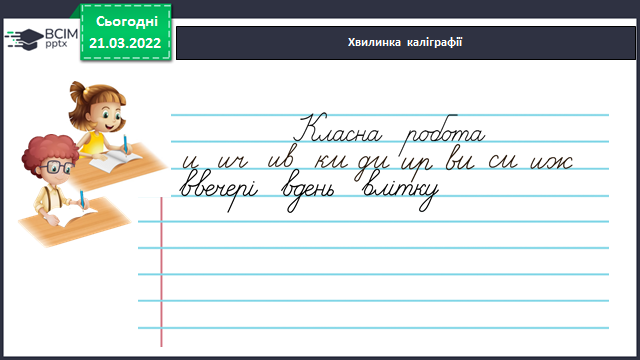 ВСІМ pptx
Сьогодні
21.03.2022
Хвилинка каліграфії
Класна робота
и ич ив ки ди ир ви си иж
ввечері вдень влітку